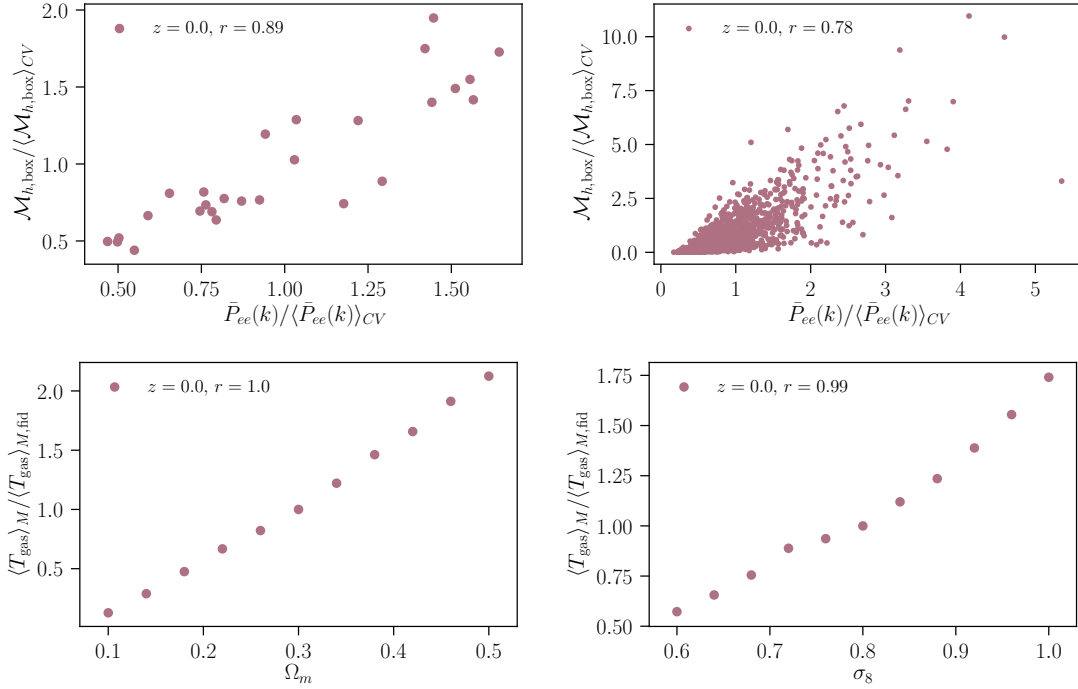 2.0
1.5
1.0
0.5
0.50 0.75 1.00 1.25 1.50
z = 0.0, r = 0.89
P̄_{ee}(k)/⟨P̄_{ee}(k)⟩_{CV}
ℳ_{h,box}/⟨ℳ_{h,box}⟩_{CV}
10.0
7.5
5.0
2.5
0.0
1 2 3 4 5
z = 0.0, r = 0.78
P̄_{ee}(k)/⟨P̄_{ee}(k)⟩_{CV}
ℳ_{h,box}/⟨ℳ_{h,box}⟩_{CV}
2.0
1.5
1.0
0.5
0.1 0.2 0.3 0.4 0.5
z = 0.0, r = 1.0
Ω_m
⟨T_{gas}⟩_M/⟨T_{gas}⟩_{M,fid}
1.75
1.50
1.25
1.00
0.75
0.50
0.6 0.7 0.8 0.9 1.0
z = 0.0, r = 0.99
σ_8
⟨T_{gas}⟩_M/⟨T_{gas}⟩_{M,fid}